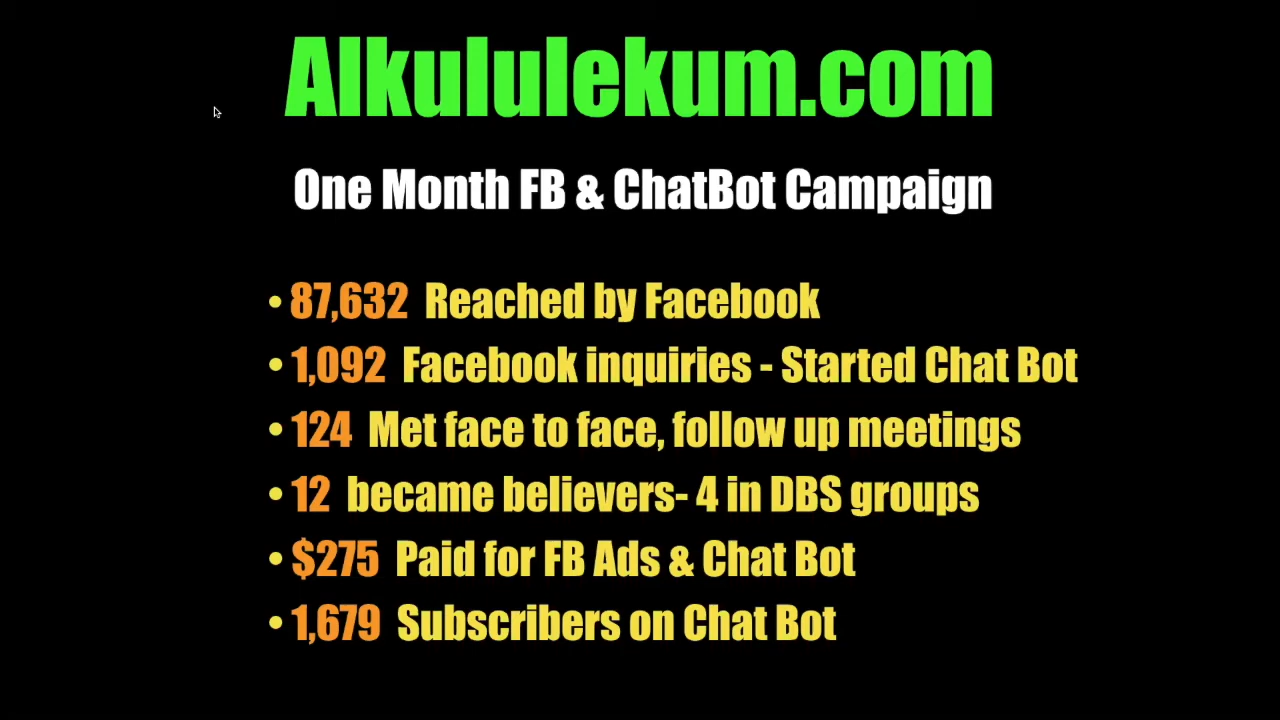 Alkululekum.com
One Month FB & ChatBot Campaign
• 87,632 Reached by Facebook
• 1,092 Facebook inquiries - Started Chat Bot
• 124 Met face to face, follow up meetings
• 12 became believers- 4 in DBS groups
• $275 Paid for FB Ads & Chat Bot
• 1,679 Subscribers on Chat Bot